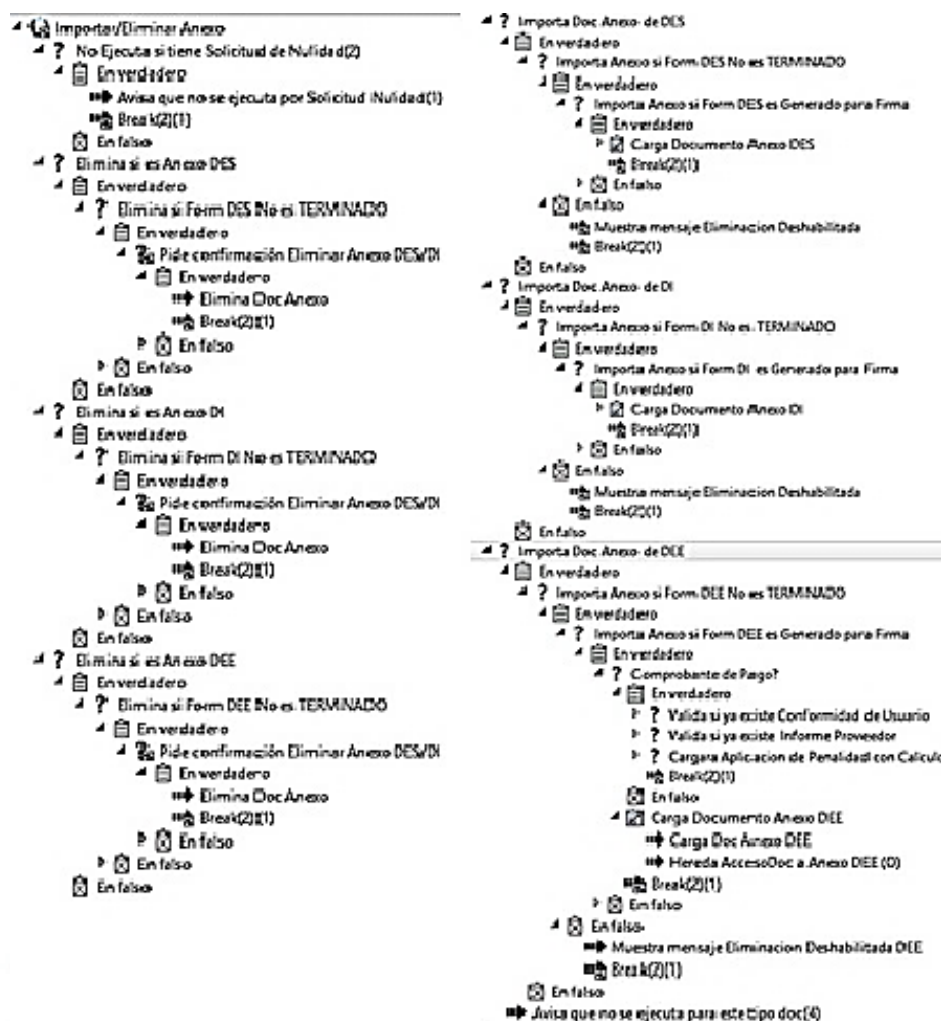 Importar/Eliminar Anexo
? No Ejecuta si tiene Solicitud de Nulidad(2)
En verdadero
Avisa que no se ejecuta por Solicitud Nulidad(1)
Break(2)(1)
En falso
? Elimina si es Anexo DES
En verdadero
? Elimina si Form DES No es TERMINADO
En verdadero
Pide confirmación Eliminar Anexo DES/DI
En verdadero
Elimina Doc Anexo
Break(2)(1)
En falso
En falso
En falso
? Elimina si es Anexo DI
En verdadero
? Elimina si Form DI No es TERMINADO
En verdadero
Pide confirmación Eliminar Anexo DES/DI
En verdadero
Elimina Doc Anexo
Break(2)(1)
En falso
En falso
En falso
? Elimina si es Anexo DEE
En verdadero
? Elimina si Form DEE No es TERMINADO
En verdadero
Pide confirmación Eliminar Anexo DES/DI
En verdadero
Elimina Doc Anexo
Break(2)(1)
En falso
En falso
En falso
? Importa Doc. Anexo- de DES
En verdadero
? Importa Anexo si Form DES No es TERMINADO
En verdadero
? Importa Anexo si Form DES es Generado para Firma
En verdadero
Carga Documento Anexo DES
Break(2)(1)
En falso
En falso
Muestra mensaje Eliminacion Deshabilitada
Break(2)(1)
En falso
? Importa Doc. Anexo- de DI
En verdadero
? Importa Anexo si Form DI No es TERMINADO
En verdadero
? Importa Anexo si Form DI es Generado para Firma
En verdadero
Carga Documento Anexo DI
Break(2)(1)
En falso
En falso
Muestra mensaje Eliminacion Deshabilitada
Break(2)(1)
En falso
? Importa Doc. Anexo- de DEE
En verdadero
? Importa Anexo si Form DEE No es TERMINADO
En verdadero
? Importa Anexo si Form DEE es Generado para Firma
En verdadero
? Comprobante de Pago?
En verdadero
? Valida si ya existe Conformidad de Usuario
? Valida si ya existe Informe Proveedor
? Cargara Aplicacion de Penalidad con Calculo
Break(2)(1)
En falso
Carga Documento Anexo DEE
Carga Doc Anexo DEE
Hereda AccesoDoc a Anexo DEE (0)
Break(2)(1)
En falso
En falso
Muestra mensaje Eliminacion Deshabilitada DEE
Break(2)(1)
En falso
Avisa que no se ejecuta para este tipo doc(4)